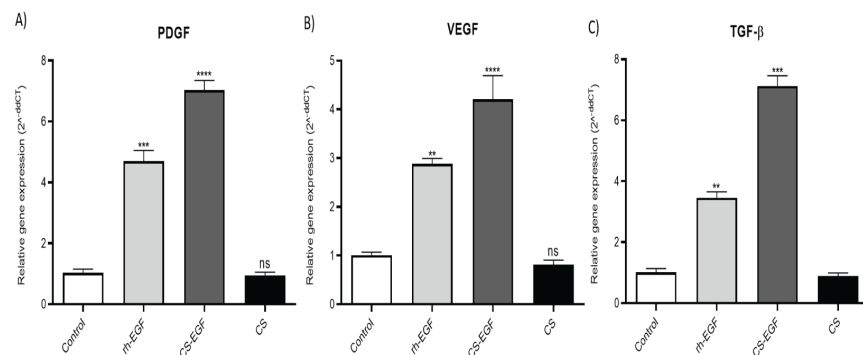 A)
PDGF
Relative gene expression (2^-ddCT)
8
6
4
2
0
***
****
ns
Control
rh-EGF
CS-EGF
CS
B)
VEGF
Relative gene expression (2^-ddCT)
5
4
3
2
1
0
**
****
ns
Control
rh-EGF
CS-EGF
CS
C)
TGF-β
Relative gene expression (2^-ddCT)
8
6
4
2
0
**
***
Control
rh-EGF
CS-EGF
CS